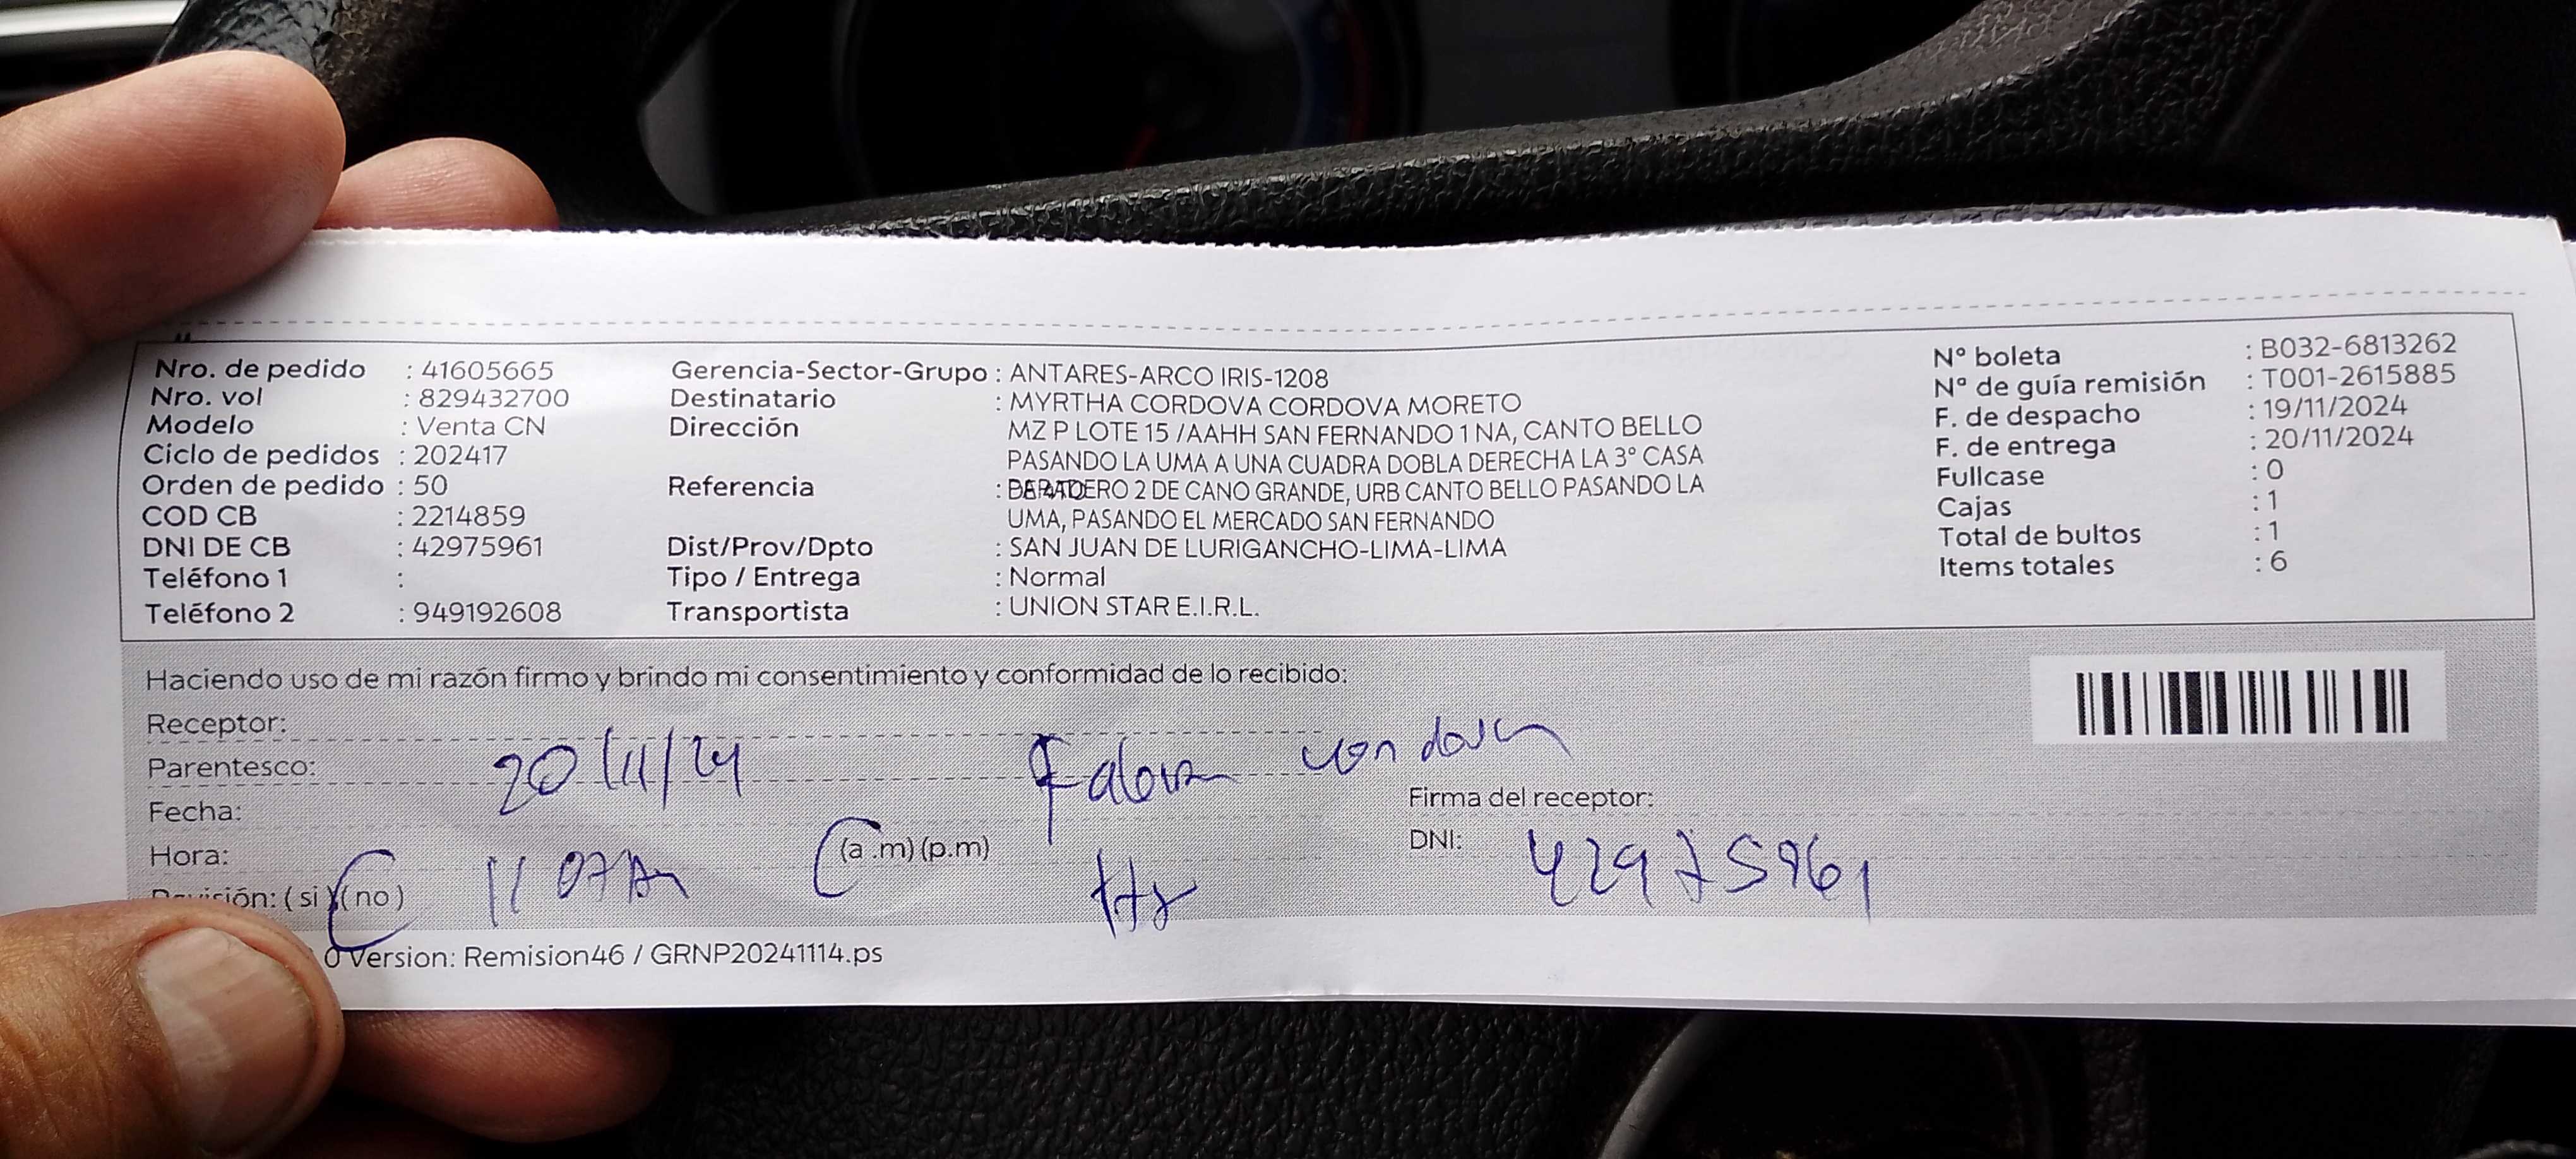 Nro. de pedido : 41605665
Nro. vol : 829432700
Modelo : Venta CN
Ciclo de pedidos : 202417
Orden de pedido : 50
COD CB : 2214859
DNI DE CB : 42975961
Teléfono 1 :
Teléfono 2 : 949192608
Gerencia-Sector-Grupo : ANTARES-ARCO IRIS-1208
Destinatario : MYRTHA CORDOVA CORDOVA MORETO
Dirección MZ P LOTE 15 /AAHH SAN FERNANDO 1 NA, CANTO BELLO
PASANDO LA UMA A UNA CUADRA DOBLA DERECHA LA 3° CASA
Referencia : PARADERO 2 DE CANO GRANDE, URB CANTO BELLO PASANDO LA
UMA, PASANDO EL MERCADO SAN FERNANDO
Dist/Prov/Dpto : SAN JUAN DE LURIGANCHO-LIMA-LIMA
Tipo / Entrega : Normal
Transportista : UNION STAR E.I.R.L.
N° boleta : B032-6813262
N° de guía remisión : T001-2615885
F. de despacho : 19/11/2024
F. de entrega : 20/11/2024
Fullcase : 0
Cajas : 1
Total de bultos : 1
Items totales : 6
Haciendo uso de mi razón firmo y brindo mi consentimiento y conformidad de lo recibido:
Receptor:
Parentesco: 20/11/24
Fecha:
Firma del receptor:
Hora: 11 07 Am (a.m) (p.m)
DNI: 42975961
(si) (no)
Version: Remision46 / GRNP20241114.ps